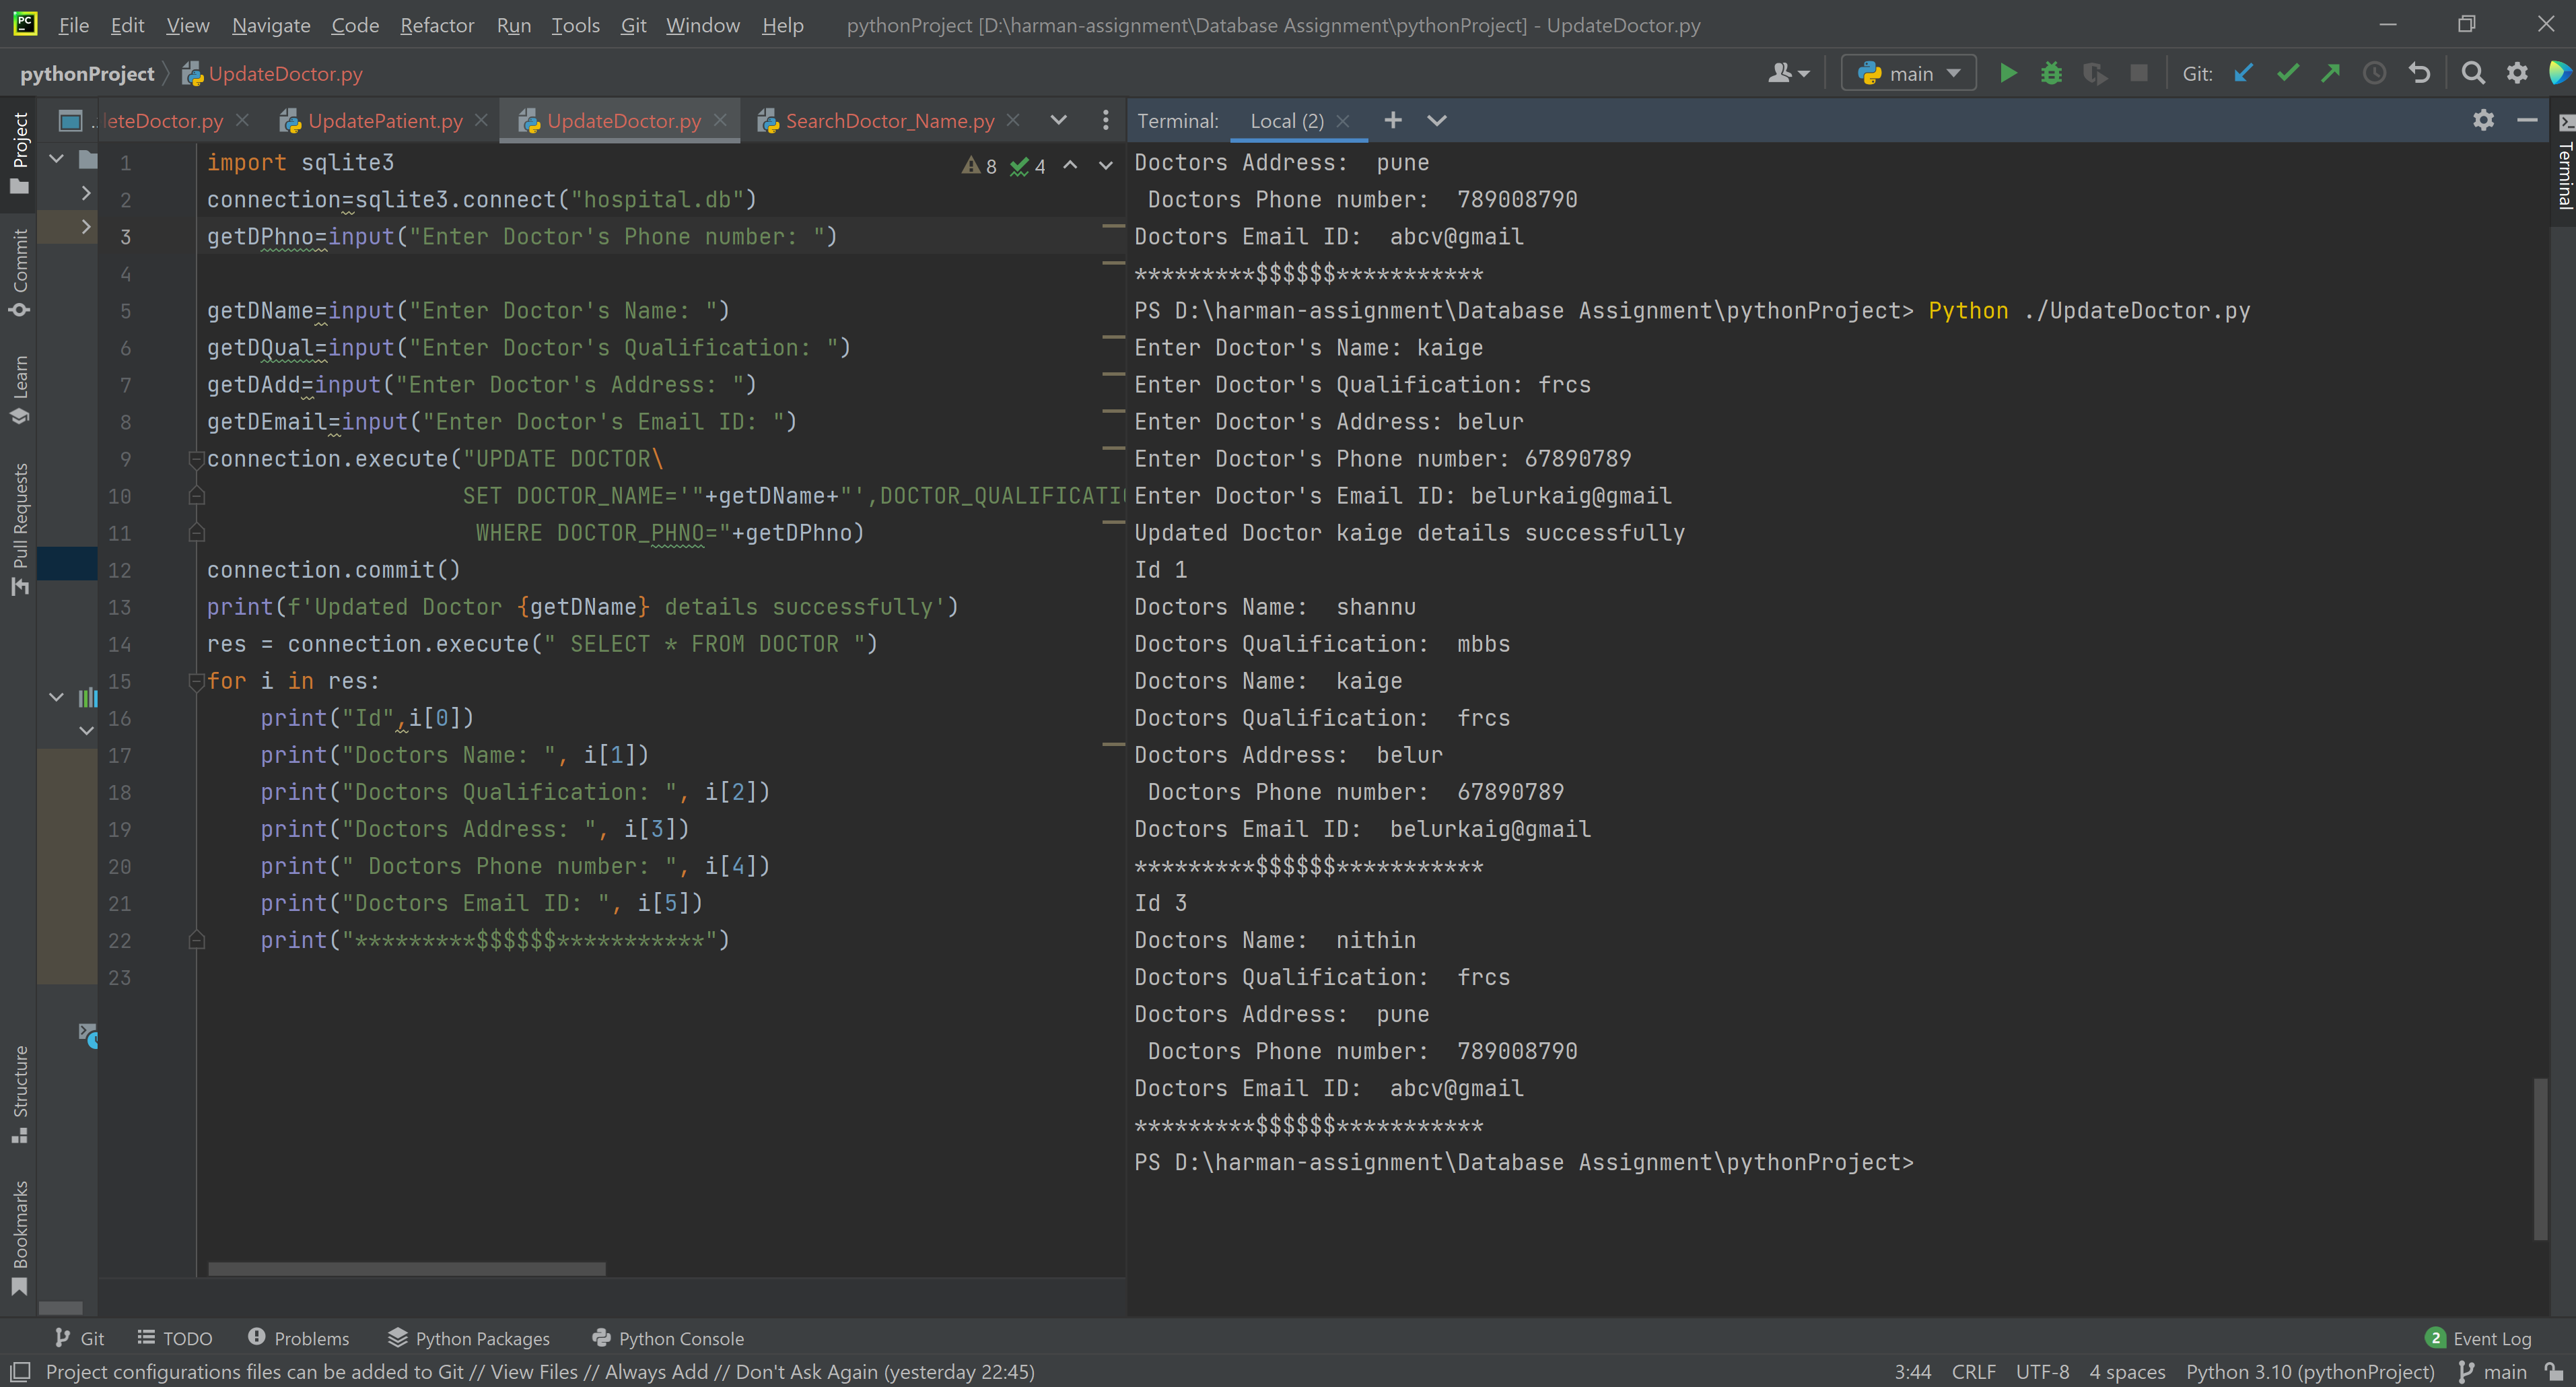 File Edit View Navigate Code Refactor Run Tools Git Window Help pythonProject [D:\harman-assignment\Database Assignment\pythonProject] - UpdateDoctor.py
pythonProject UpdateDoctor.py
main Git:
..leteDoctor.py UpdatePatient.py UpdateDoctor.py SearchDoctor_Name.py
Project
Commit
Learn
Pull Requests
Structure
Bookmarks
8 4
1 import sqlite3
2 connection=sqlite3.connect("hospital.db")
3 getDPhno=input("Enter Doctor's Phone number: ")
4
5 getDName=input("Enter Doctor's Name: ")
6 getDQual=input("Enter Doctor's Qualification: ")
7 getDAdd=input("Enter Doctor's Address: ")
8 getDEmail=input("Enter Doctor's Email ID: ")
9 connection.execute("UPDATE DOCTOR\
10 SET DOCTOR_NAME='"+getDName+"',DOCTOR_QUALIFICATI
11 WHERE DOCTOR_PHNO="+getDPhno)
12 connection.commit()
13 print(f'Updated Doctor {getDName} details successfully')
14 res = connection.execute(" SELECT * FROM DOCTOR ")
15 for i in res:
16 print("Id",i[0])
17 print("Doctors Name: ", i[1])
18 print("Doctors Qualification: ", i[2])
19 print("Doctors Address: ", i[3])
20 print(" Doctors Phone number: ", i[4])
21 print("Doctors Email ID: ", i[5])
22 print("*********$$$$$$***********")
23
Terminal: Local (2)
Terminal
Doctors Address:  pune
 Doctors Phone number:  789008790
Doctors Email ID:  abcv@gmail
*********$$$$$$***********
PS D:\harman-assignment\Database Assignment\pythonProject> Python ./UpdateDoctor.py
Enter Doctor's Name: kaige
Enter Doctor's Qualification: frcs
Enter Doctor's Address: belur
Enter Doctor's Phone number: 67890789
Enter Doctor's Email ID: belurkaig@gmail
Updated Doctor kaige details successfully
Id 1
Doctors Name:  shannu
Doctors Qualification:  mbbs
Doctors Name:  kaige
Doctors Qualification:  frcs
Doctors Address:  belur
 Doctors Phone number:  67890789
Doctors Email ID:  belurkaig@gmail
*********$$$$$$***********
Id 3
Doctors Name:  nithin
Doctors Qualification:  frcs
Doctors Address:  pune
 Doctors Phone number:  789008790
Doctors Email ID:  abcv@gmail
*********$$$$$$***********
PS D:\harman-assignment\Database Assignment\pythonProject>
Git TODO Problems Python Packages Python Console 2 Event Log
Project configurations files can be added to Git // View Files // Always Add // Don't Ask Again (yesterday 22:45) 3:44 CRLF UTF-8 4 spaces Python 3.10 (pythonProject) main